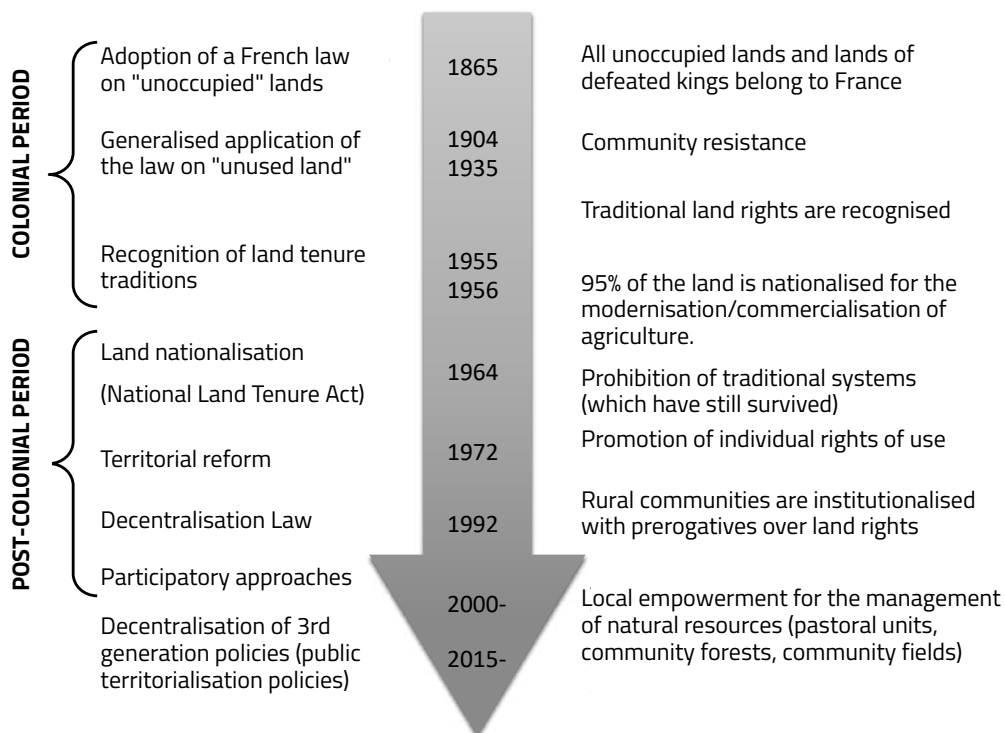 COLONIAL PERIOD
Adoption of a French law
on "unoccupied" lands
1865
All unoccupied lands and lands of
defeated kings belong to France
Generalised application of
the law on "unused land"
1904
1935
Community resistance
Traditional land rights are recognised
Recognition of land tenure
traditions
1955
1956
95% of the land is nationalised for the
modernisation/commercialisation of
agriculture.
POST-COLONIAL PERIOD
Land nationalisation
(National Land Tenure Act)
1964
Prohibition of traditional systems
(which have still survived)
Promotion of individual rights of use
Territorial reform
1972
Decentralisation Law
1992
Rural communities are institutionalised
with prerogatives over land rights
Participatory approaches
2000-
Local empowerment for the management
of natural resources (pastoral units,
community forests, community fields)
Decentralisation of 3rd
generation policies (public
territorialisation policies)
2015-